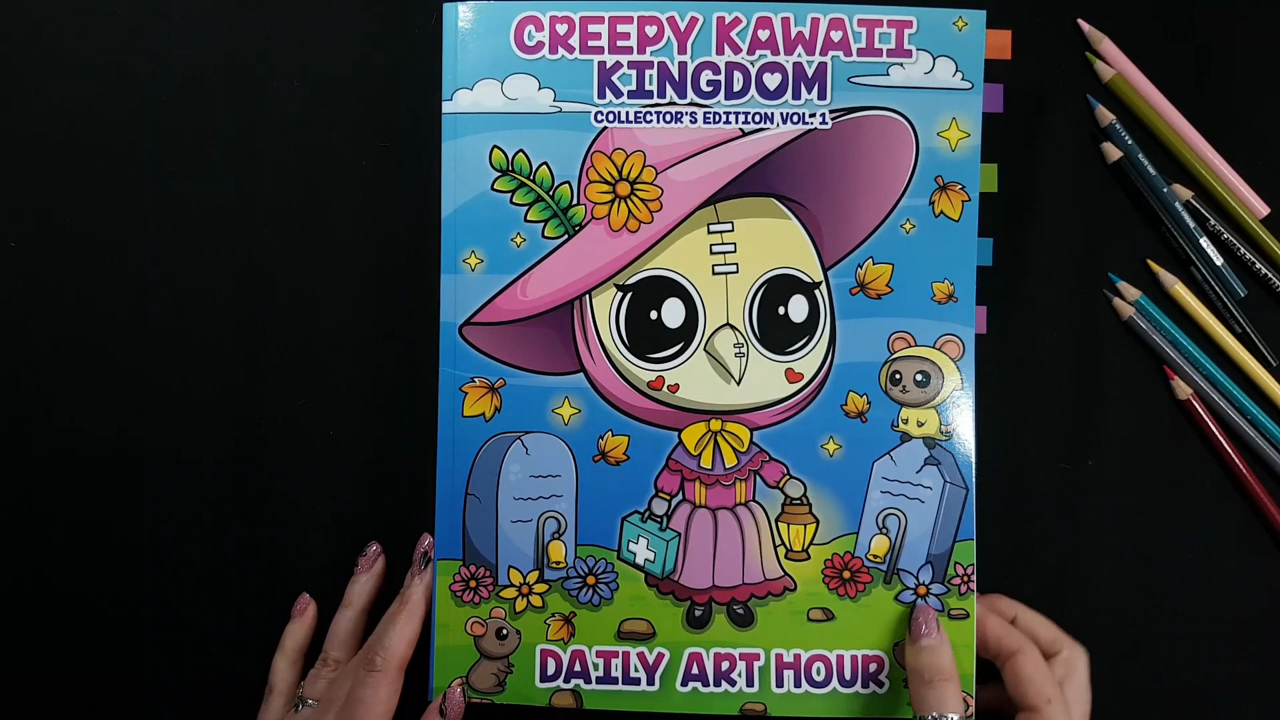 CREEPY KAWAII
KINGDOM
COLLECTOR'S EDITION VOL. 1
DAILY ART HOUR